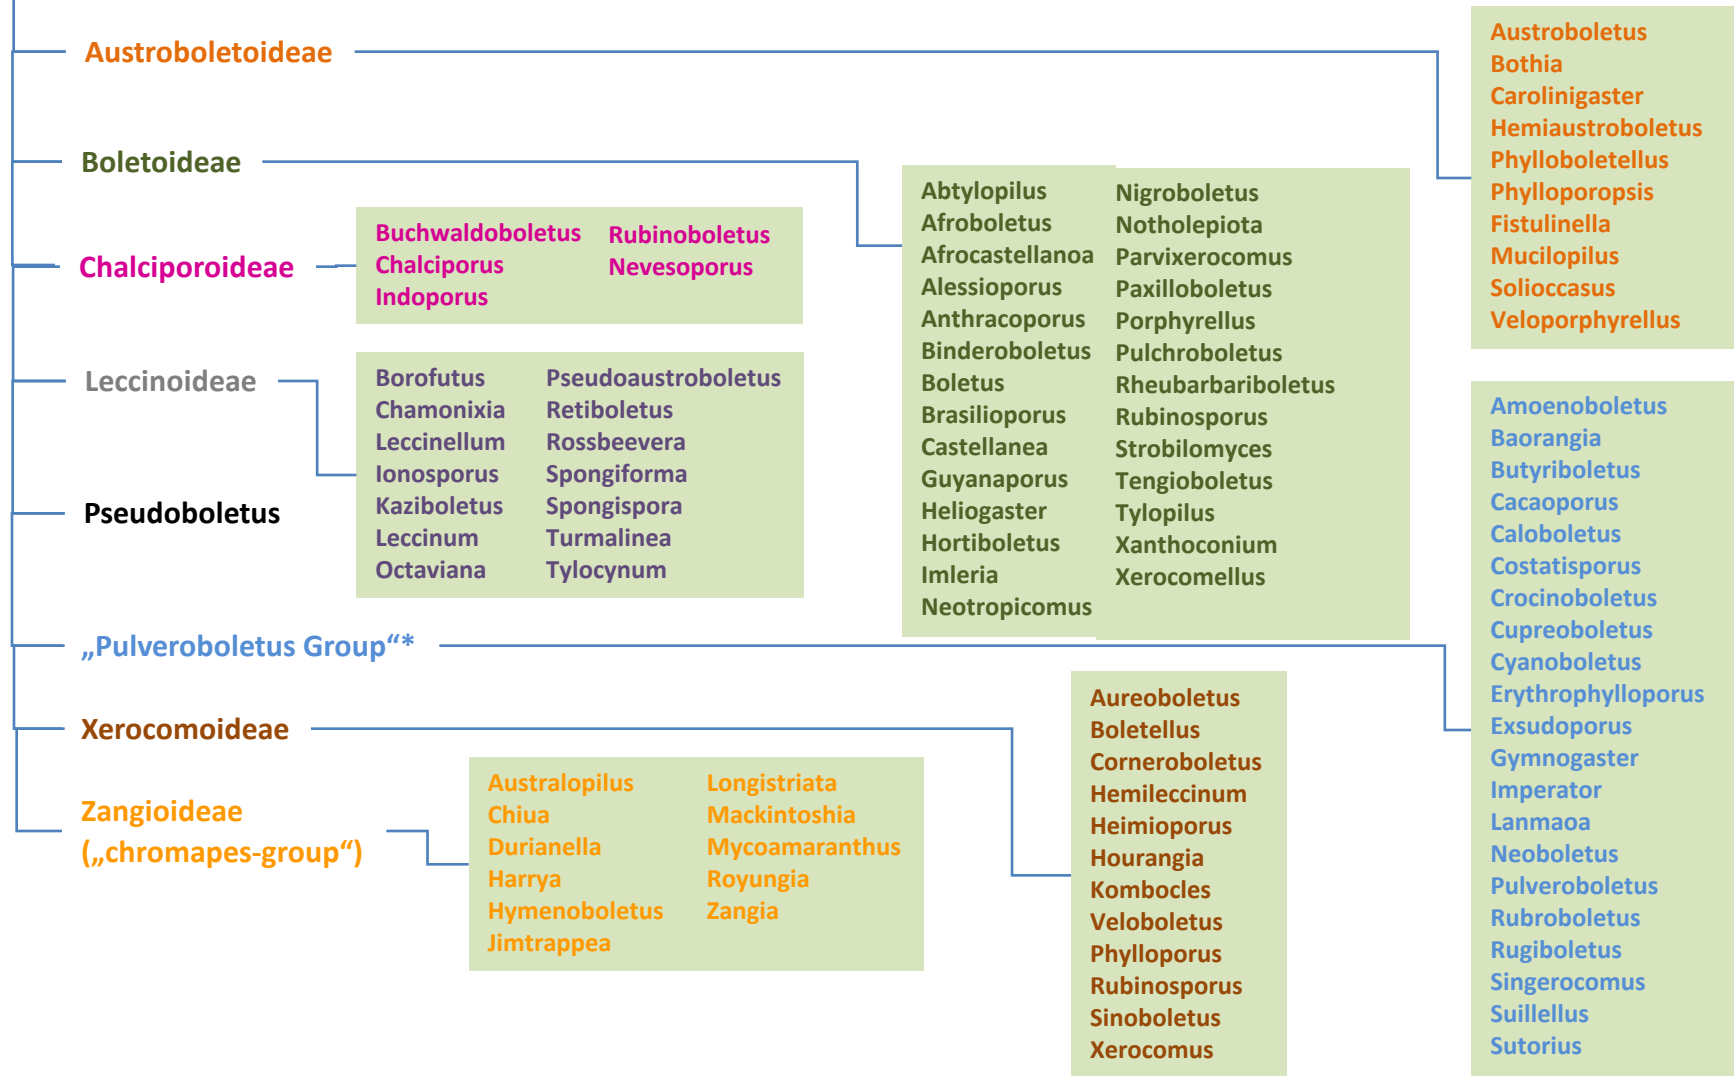 Austroboletoideae
Austroboletus
Bothia
Carolinigaster
Hemiaustroboletus
Phylloboletellus
Phylloporopsis
Fistulinella
Mucilopilus
Solioccasus
Veloporphyrellus
Boletoideae
Abtylopilus
Afroboletus
Afrocastellanoa
Alessioporus
Anthracoporus
Binderoboletus
Boletus
Brasilioporus
Castellanea
Guyanaporus
Heliogaster
Hortiboletus
Imleria
Neotropicomus
Nigroboletus
Notholepiota
Parvixerocomus
Paxilloboletus
Porphyrellus
Pulchroboletus
Rheubarbariboletus
Rubinosporus
Strobilomyces
Tengioboletus
Tylopilus
Xanthoconium
Xerocomellus
Chalciporoideae
Buchwaldoboletus
Chalciporus
Indoporus
Rubinoboletus
Nevesoporus
Leccinoideae
Borofutus
Chamonixia
Leccinellum
Ionosporus
Kaziboletus
Leccinum
Octaviana
Pseudoaustroboletus
Retiboletus
Rossbeevera
Spongiforma
Spongispora
Turmalinea
Tylocynum
Pseudoboletus
„Pulveroboletus Group“*
Amoenoboletus
Baorangia
Butyriboletus
Cacaoporus
Caloboletus
Costatisporus
Crocinoboletus
Cupreoboletus
Cyanoboletus
Erythrophylloporus
Exsudoporus
Gymnogaster
Imperator
Lanmaoa
Neoboletus
Pulveroboletus
Rubroboletus
Rugiboletus
Singerocomus
Suillellus
Sutorius
Xerocomoideae
Aureoboletus
Boletellus
Corneroboletus
Hemileccinum
Heimioporus
Hourangia
Kombocles
Veloboletus
Phylloporus
Rubinosporus
Sinoboletus
Xerocomus
Zangioideae
(„chromapes-group“)
Australopilus
Chiua
Durianella
Harrya
Hymenoboletus
Jimtrappea
Longistriata
Mackintoshia
Mycoamaranthus
Royungia
Zangia